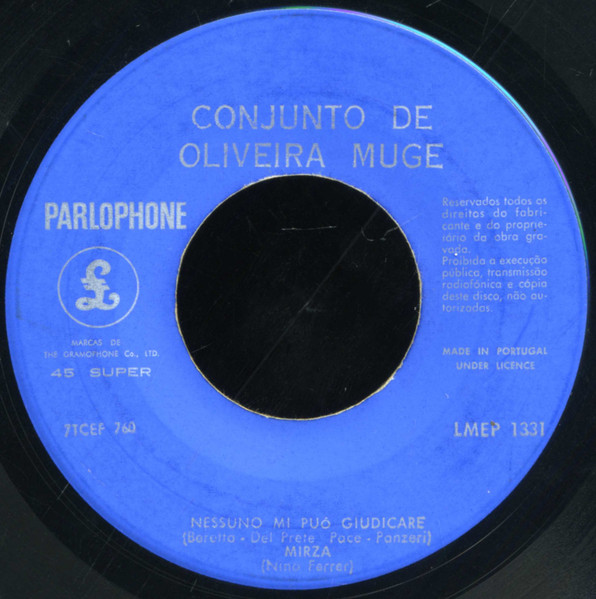 CONJUNTO DE
OLIVEIRA MUGE
PARLOPHONE
£
MARCAS DE
THE GRAMOPHONE Co., LTD.
45 SUPER
7TCEF 760
Reservados todos os
direitos do fabri-
cante e do proprie-
tário da obra gra-
vada.
Proibida a execução
pública, transmissão
radiofónica e cópia
deste disco, não au-
torizadas.
MADE IN PORTUGAL
UNDER LICENCE
LMEP 1331
NESSUNO MI PUÓ GIUDICARE
(Beretta - Del Prete Pace - Panzeri)
MIRZA
(Nino Ferrer)